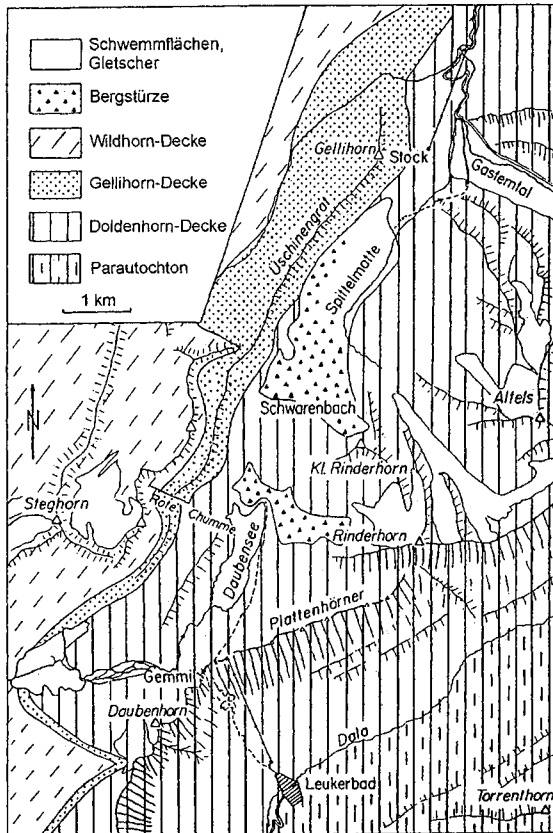 Schwemmflächen,
Gletscher
Bergstürze
Wildhorn-Decke
Gellihorn-Decke
Doldenhorn-Decke
Parautochton
1 km
N
Gellihorn
Stock
Gasterntal
Üschinengrat
Spittelmatte
Schwarenbach
Altels
Kl. Rinderhorn
Steghorn
Rote
Chumme
Daubensee
Rinderhorn
Plattenhörner
Gemmi
Daubenhorn
Dala
Leukerbad
Torrenthorn